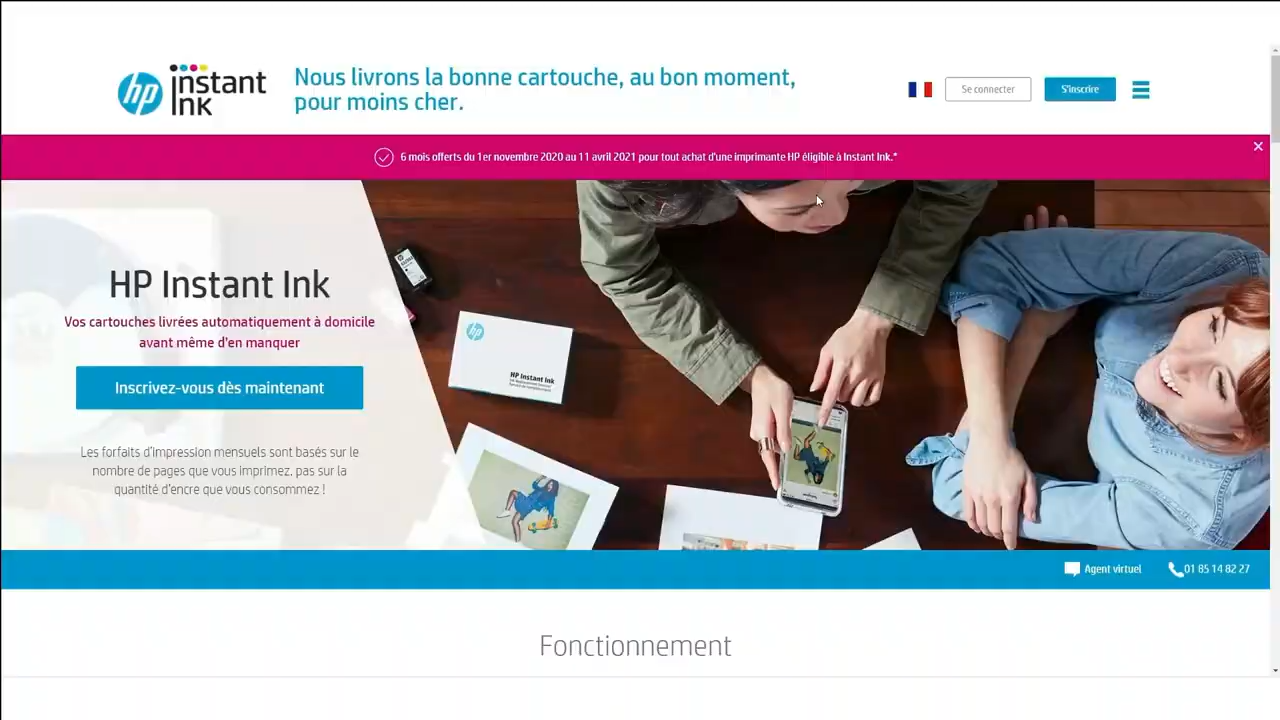 hp instant ink
Nous livrons la bonne cartouche, au bon moment,
pour moins cher.
Se connecter
S'inscrire
6 mois offerts du 1er novembre 2020 au 11 avril 2021 pour tout achat d'une imprimante HP éligible à Instant Ink.*
HP Instant Ink
Vos cartouches livrées automatiquement à domicile
avant même d'en manquer
Inscrivez-vous dès maintenant
Les forfaits d'impression mensuels sont basés sur le
nombre de pages que vous imprimez, pas sur la
quantité d'encre que vous consommez !
hp
HP Instant Ink
Agent virtuel
01 85 14 82 27
Fonctionnement